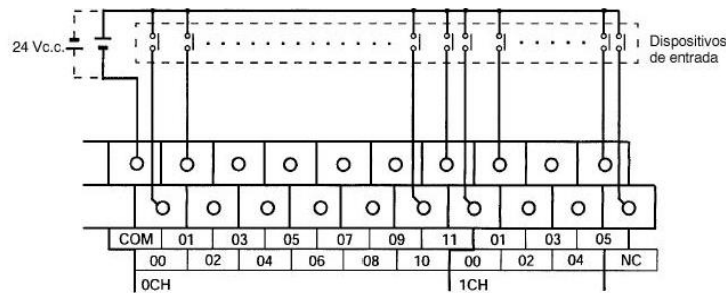 24 Vc.c.
Dispositivos
de entrada
COM 01 03 05 07 09 11 01 03 05
00 02 04 06 08 10 00 02 04 NC
0CH 1CH